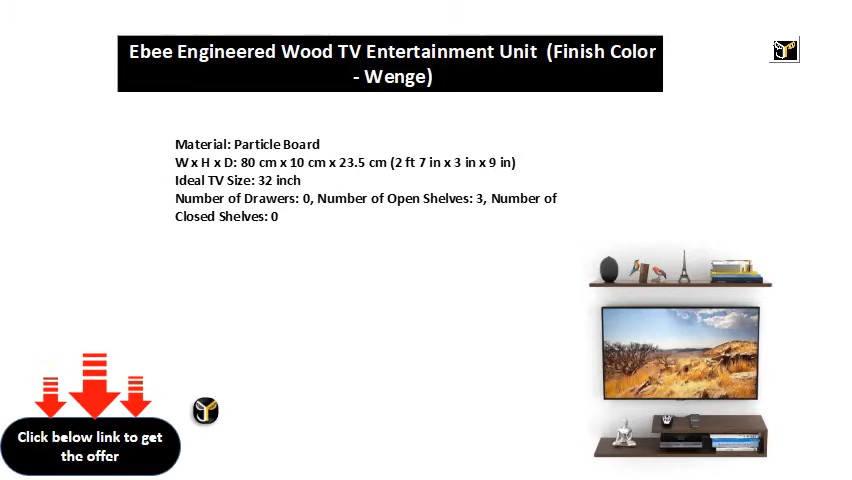 Ebee Engineered Wood TV Entertainment Unit (Finish Color
- Wenge)
Material: Particle Board
W x H x D: 80 cm x 10 cm x 23.5 cm (2 ft 7 in x 3 in x 9 in)
Ideal TV Size: 32 inch
Number of Drawers: 0, Number of Open Shelves: 3, Number of
Closed Shelves: 0
Click below link to get
the offer